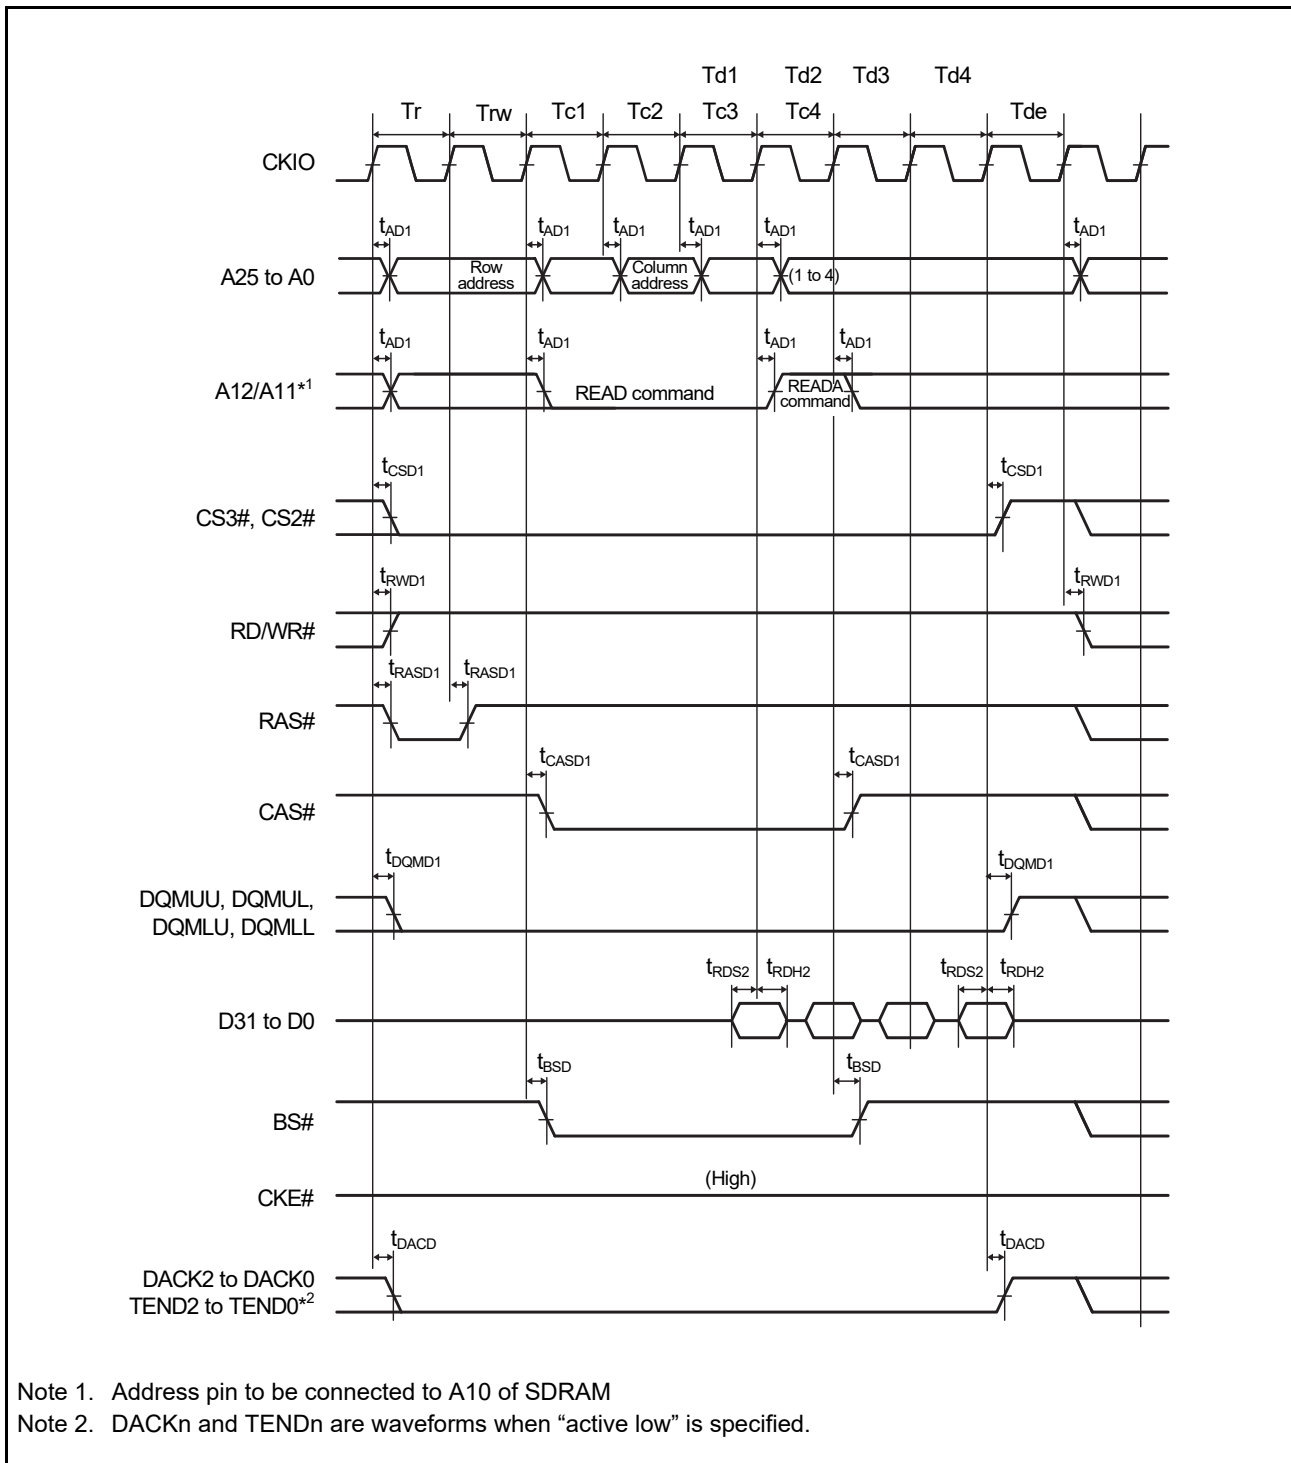 Td1 Td2 Td3 Td4
Tr Trw Tc1 Tc2 Tc3 Tc4 Tde
CKIO
tAD1 tAD1 tAD1 tAD1 tAD1 tAD1
A25 to A0
Row
address
Column
address
(1 to 4)
tAD1 tAD1 tAD1 tAD1
A12/A11*1
READ command
READA
command
tCSD1 tCSD1
CS3#, CS2#
tRWD1 tRWD1
RD/WR#
tRASD1 tRASD1
RAS#
tCASD1 tCASD1
CAS#
tDQMD1 tDQMD1
DQMUU, DQMUL,
DQMLU, DQMLL
tRDS2 tRDH2 tRDS2 tRDH2
D31 to D0
tBSD tBSD
BS#
(High)
CKE#
tDACD tDACD
DACK2 to DACK0
TEND2 to TEND0*2
Note 1. Address pin to be connected to A10 of SDRAM
Note 2. DACKn and TENDn are waveforms when “active low” is specified.